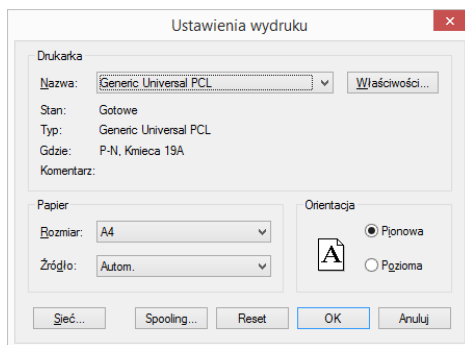 Ustawienia wydruku
Drukarka
Nazwa: Generic Universal PCL Właściwości...
Stan: Gotowe
Typ: Generic Universal PCL
Gdzie: P-N, Kmieca 19A
Komentarz:
Papier
Rozmiar: A4
Źródło: Autom.
Orientacja
A
Pionowa
Pozioma
Sieć... Spooling... Reset OK Anuluj